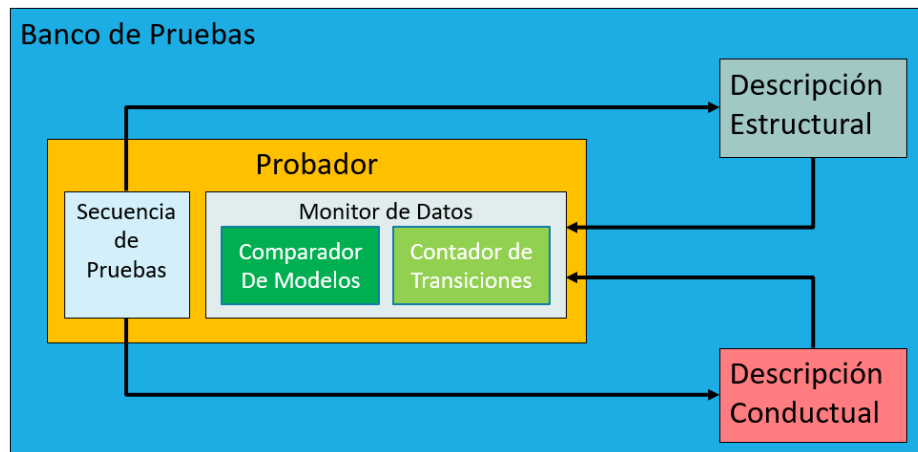 Banco de Pruebas
Descripción
Estructural
Probador
Secuencia
de
Pruebas
Monitor de Datos
Comparador
De Modelos
Contador de
Transiciones
Descripción
Conductual